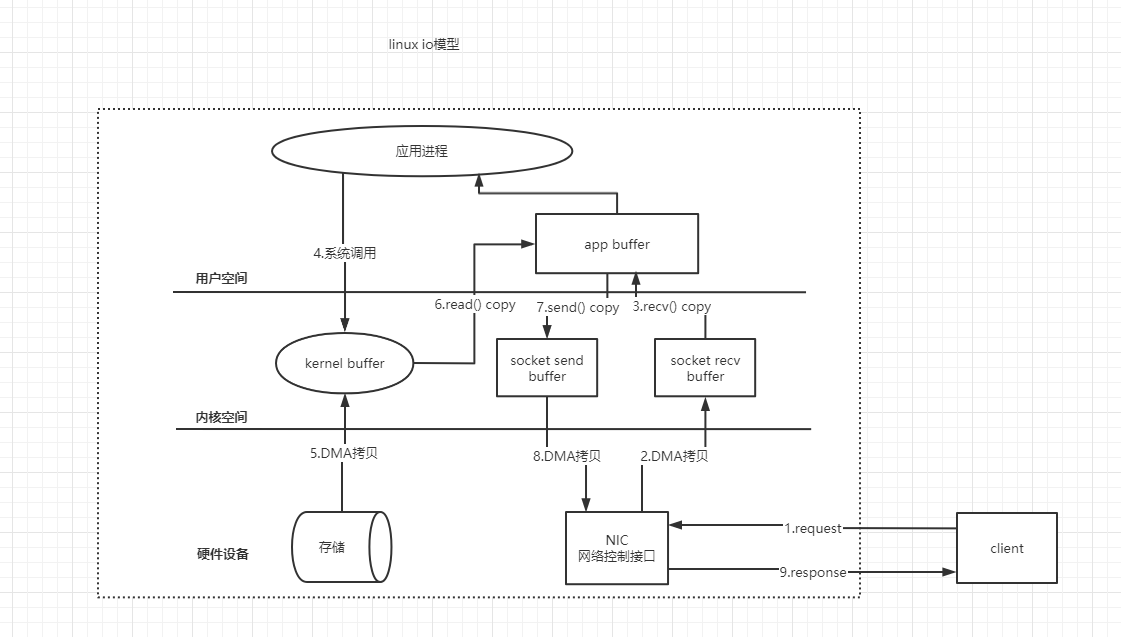 linux io模型
应用进程
app buffer
4.系统调用
用户空间
6.read() copy
7.send() copy
3.recv() copy
kernel buffer
socket send
buffer
socket recv
buffer
内核空间
5.DMA拷贝
8.DMA拷贝
2.DMA拷贝
硬件设备
存储
NIC
网络控制接口
1.request
9.response
client